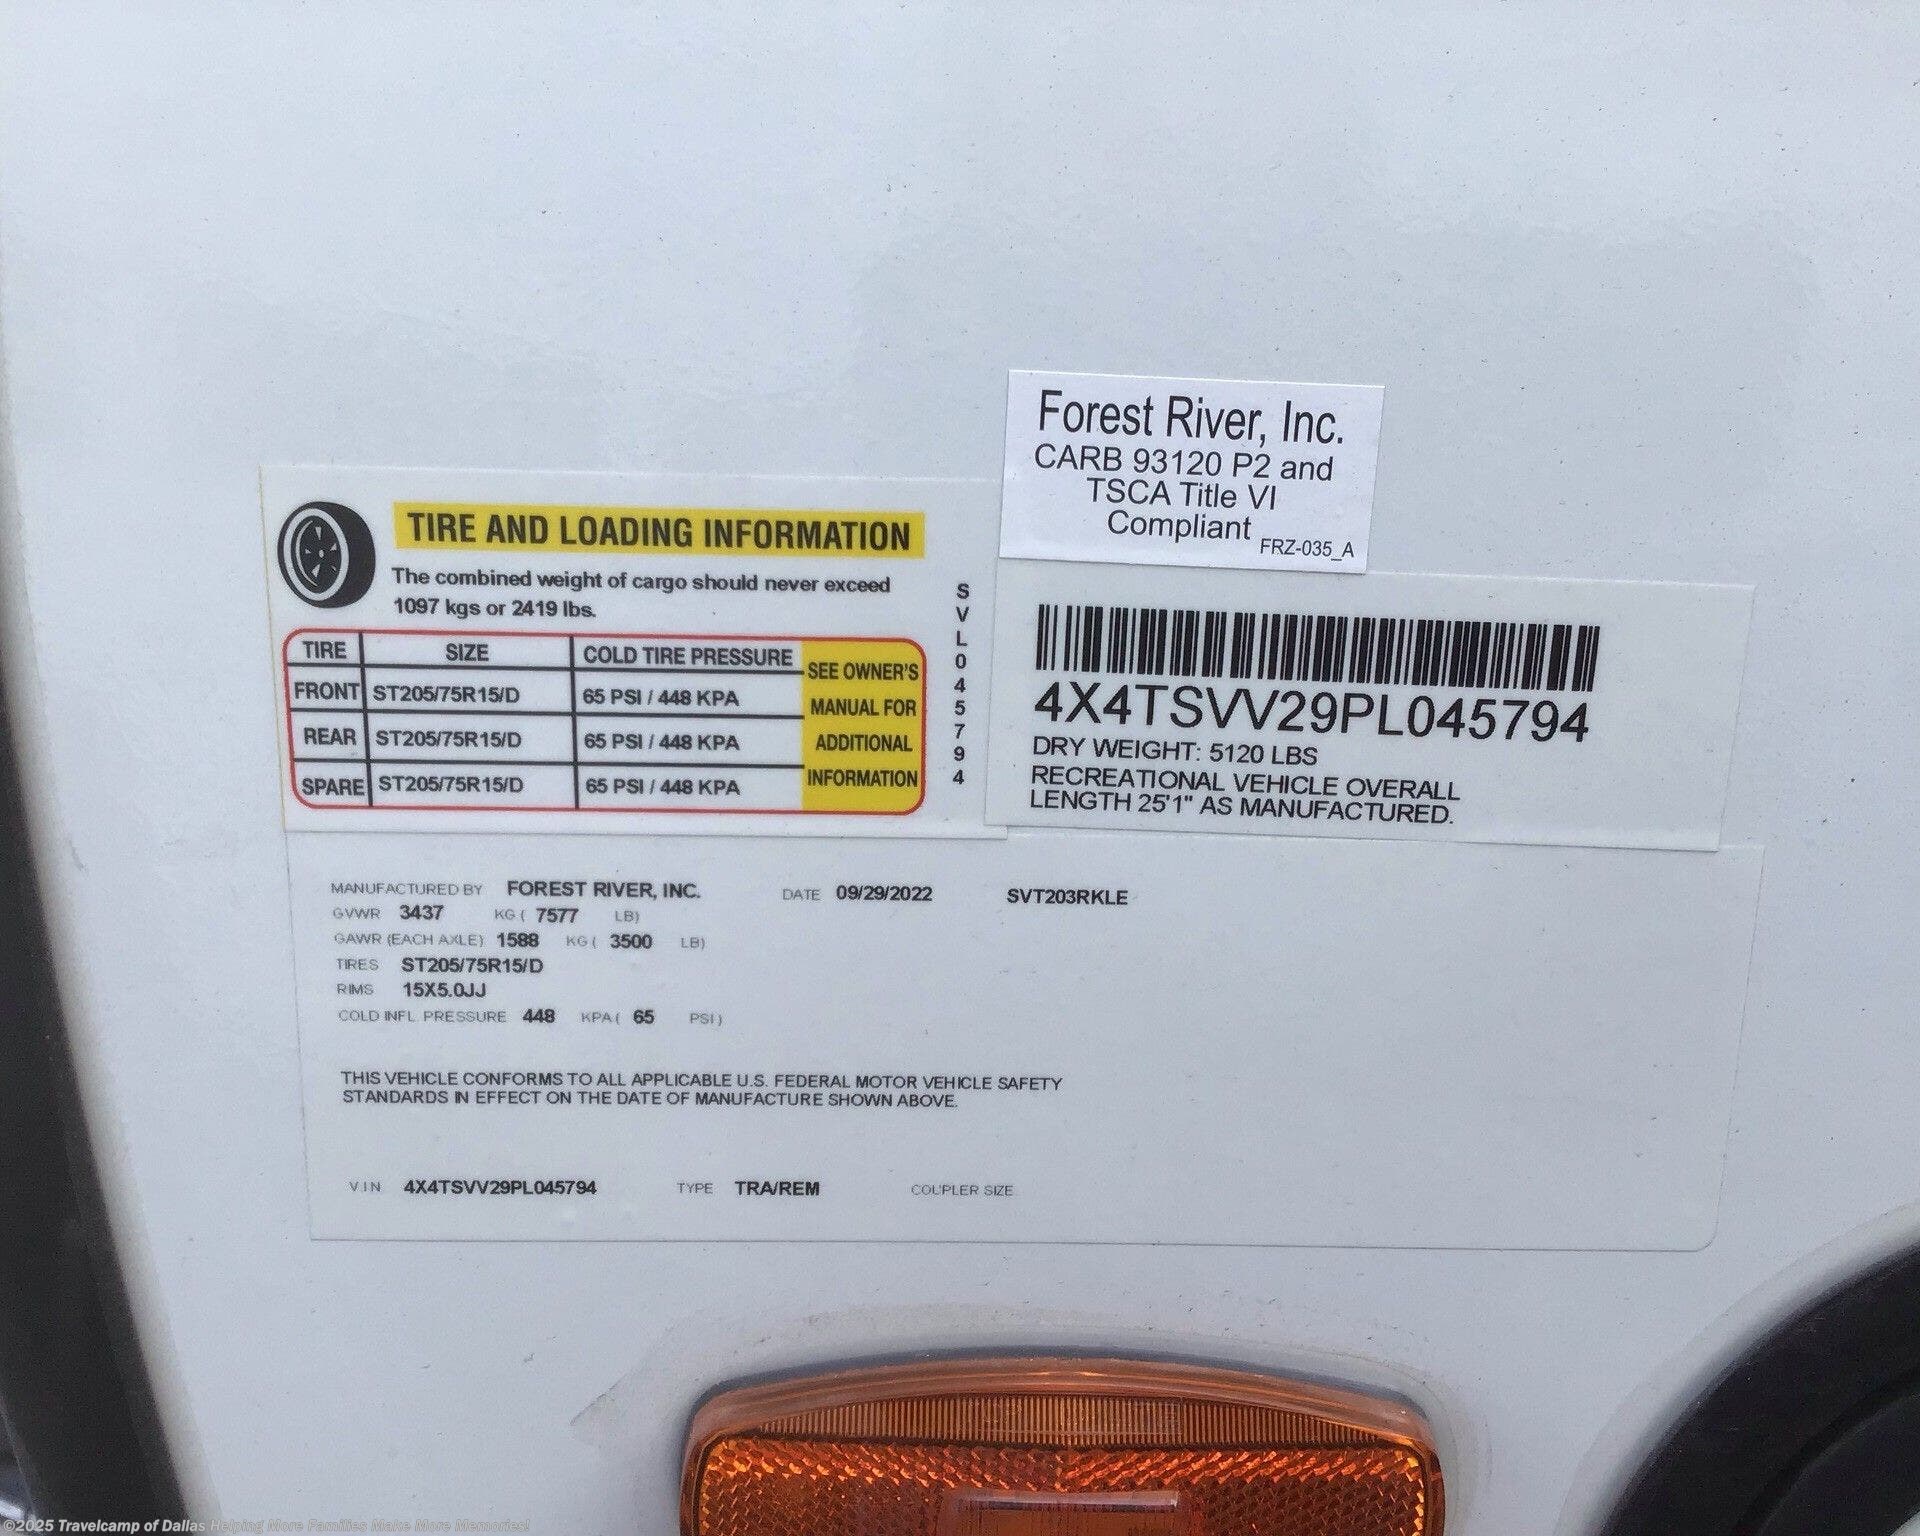 Forest River, Inc.
CARB 93120 P2 and
TSCA Title VI
Compliant
FRZ-035_A
TIRE AND LOADING INFORMATION
The combined weight of cargo should never exceed
1097 kgs or 2419 lbs.
TIRE SIZE COLD TIRE PRESSURE
FRONT ST205/75R15/D 65 PSI / 448 KPA
REAR ST205/75R15/D 65 PSI / 448 KPA
SPARE ST205/75R15/D 65 PSI / 448 KPA
SEE OWNER'S
MANUAL FOR
ADDITIONAL
INFORMATION
SVL045794
4X4TSVV29PL045794
DRY WEIGHT: 5120 LBS
RECREATIONAL VEHICLE OVERALL
LENGTH 25'1" AS MANUFACTURED.
MANUFACTURED BY FOREST RIVER, INC. DATE 09/29/2022 SVT203RKLE
GVWR 3437 KG ( 7577 LB)
GAWR (EACH AXLE) 1588 KG ( 3500 LB)
TIRES ST205/75R15/D
RIMS 15X5.0JJ
COLD INFL. PRESSURE 448 KPA ( 65 PSI )
THIS VEHICLE CONFORMS TO ALL APPLICABLE U.S. FEDERAL MOTOR VEHICLE SAFETY
STANDARDS IN EFFECT ON THE DATE OF MANUFACTURE SHOWN ABOVE.
VIN 4X4TSVV29PL045794 TYPE TRA/REM COUPLER SIZE
©2025 Travelcamp of Dallas Helping More Families Make More Memories!